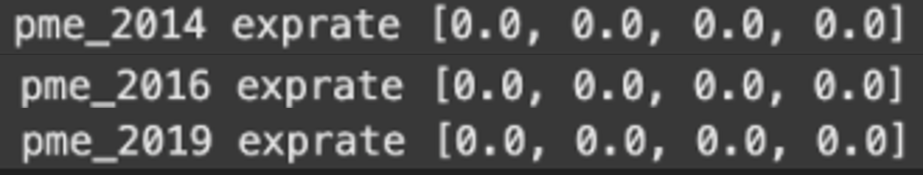 pme_2014 exprate [0.0, 0.0, 0.0, 0.0]
pme_2016 exprate [0.0, 0.0, 0.0, 0.0]
pme_2019 exprate [0.0, 0.0, 0.0, 0.0]